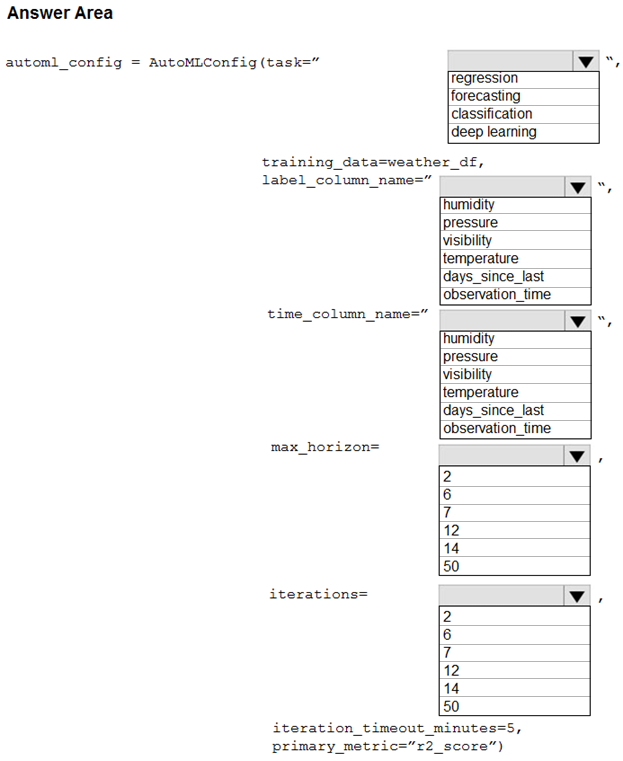 Answer Area
automl_config = AutoMLConfig(task=” “,
regression
forecasting
classification
deep learning
training_data=weather_df,
label_column_name=” “,
humidity
pressure
visibility
temperature
days_since_last
observation_time
time_column_name=” “,
humidity
pressure
visibility
temperature
days_since_last
observation_time
max_horizon= ,
2
6
7
12
14
50
iterations= ,
2
6
7
12
14
50
iteration_timeout_minutes=5,
primary_metric=”r2_score”)